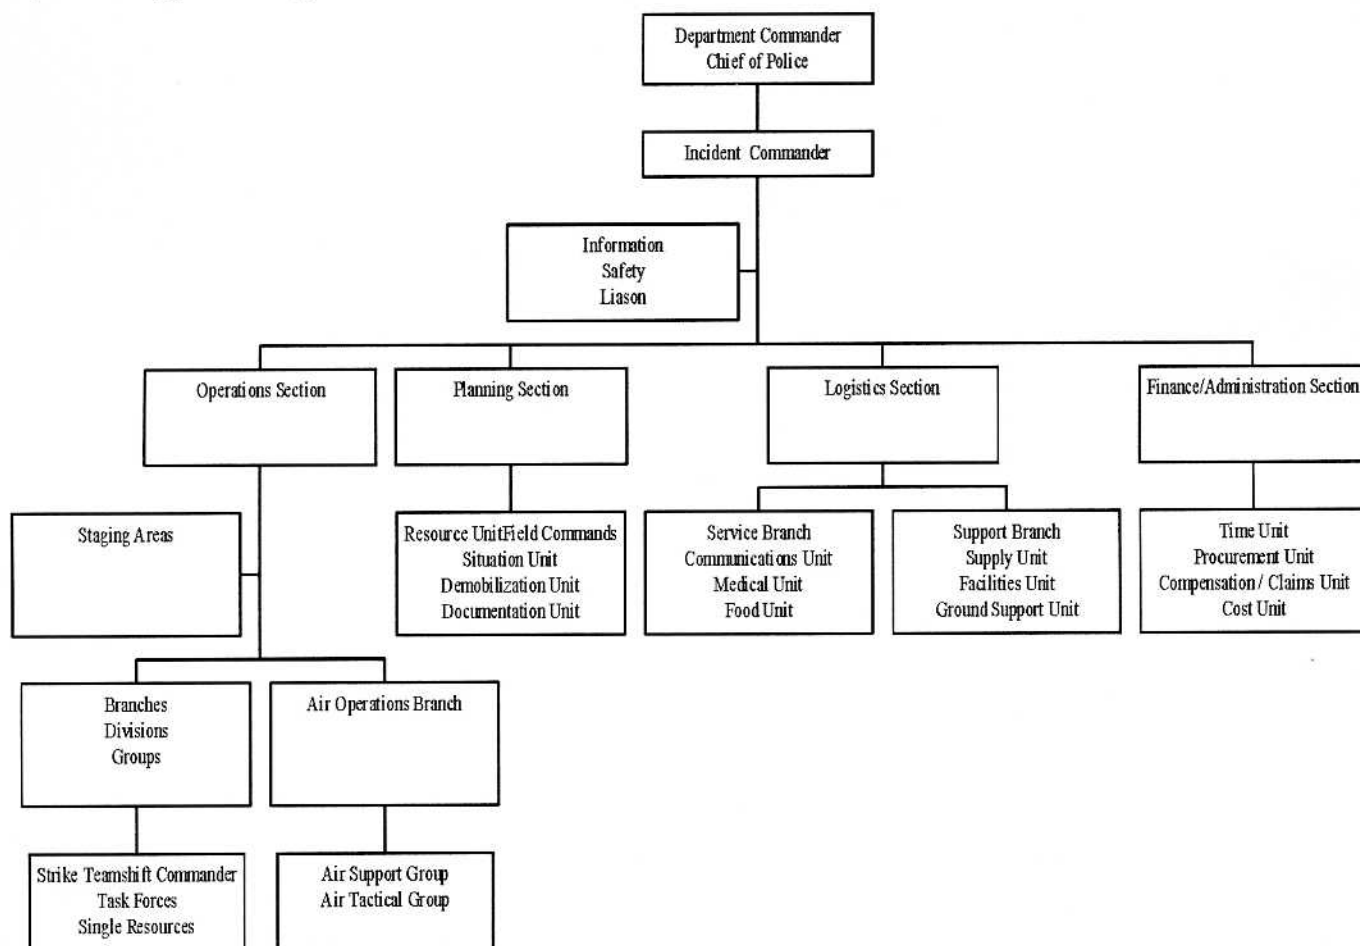 Department Commander
Chief of Police
Incident Commander
Information
Safety
Liason
Operations Section
Planning Section
Logistics Section
Finance/Administration Section
Staging Areas
Resource UnitField Commands
Situation Unit
Demobilization Unit
Documentation Unit
Service Branch
Communications Unit
Medical Unit
Food Unit
Support Branch
Supply Unit
Facilities Unit
Ground Support Unit
Time Unit
Procurement Unit
Compensation / Claims Unit
Cost Unit
Branches
Divisions
Groups
Air Operations Branch
Strike Teamshift Commander
Task Forces
Single Resources
Air Support Group
Air Tactical Group